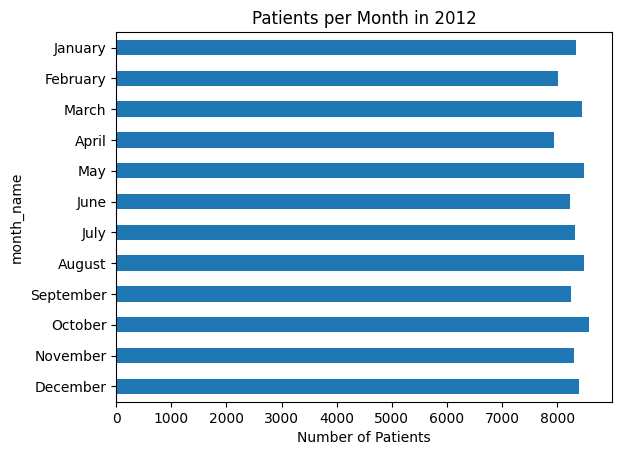 Patients per Month in 2012
January
February
March
April
May
June
July
August
September
October
November
December
month_name
0 1000 2000 3000 4000 5000 6000 7000 8000
Number of Patients